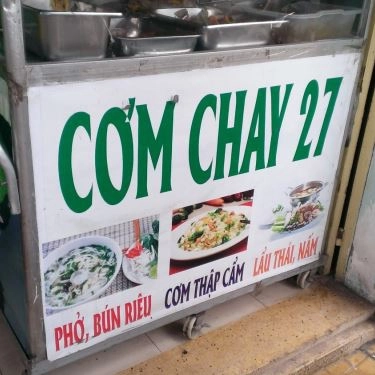 CƠM CHAY 27
PHỞ, BÚN RIÊU
CƠM THẬP CẨM
LẨU THÁI, NẤM